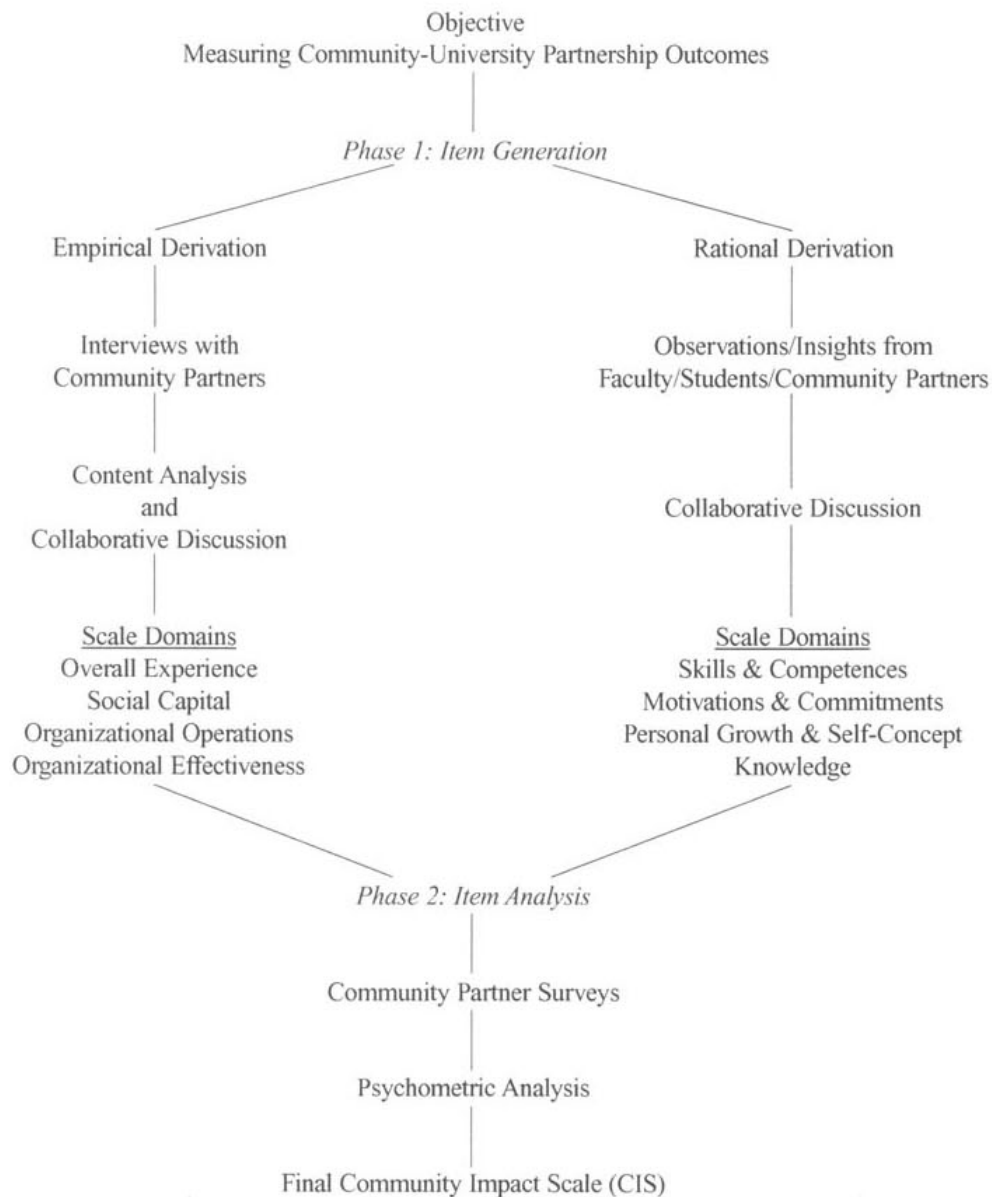 Objective
Measuring Community-University Partnership Outcomes
Phase 1: Item Generation
Empirical Derivation
Interviews with
Community Partners
Content Analysis
and
Collaborative Discussion
Scale Domains
Overall Experience
Social Capital
Organizational Operations
Organizational Effectiveness
Rational Derivation
Observations/Insights from
Faculty/Students/Community Partners
Collaborative Discussion
Scale Domains
Skills & Competences
Motivations & Commitments
Personal Growth & Self-Concept
Knowledge
Phase 2: Item Analysis
Community Partner Surveys
Psychometric Analysis
Final Community Impact Scale (CIS)